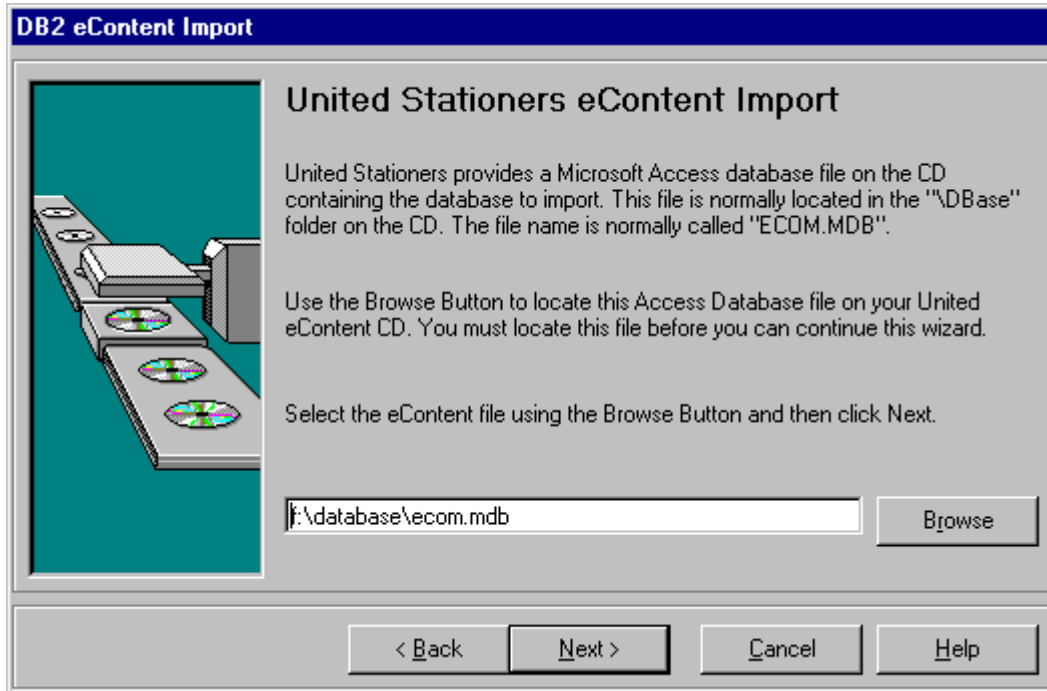 DB2 eContent Import
United Stationers eContent Import
United Stationers provides a Microsoft Access database file on the CD
containing the database to import. This file is normally located in the "\DBase"
folder on the CD. The file name is normally called "ECOM.MDB".
Use the Browse Button to locate this Access Database file on your United
eContent CD. You must locate this file before you can continue this wizard.
Select the eContent file using the Browse Button and then click Next.
f:\database\ecom.mdb
Browse
< Back
Next >
Cancel
Help